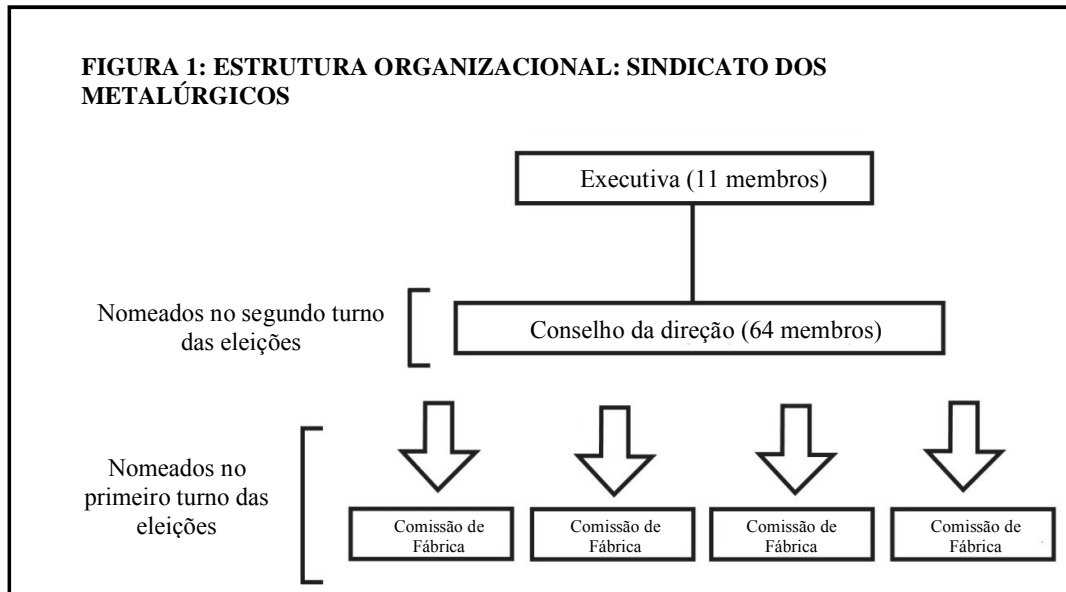 FIGURA 1: ESTRUTURA ORGANIZACIONAL: SINDICATO DOS
METALÚRGICOS
Executiva (11 membros)
Nomeados no segundo turno
das eleições
Conselho da direção (64 membros)
Nomeados no
primeiro turno das
eleições
Comissão de
Fábrica
Comissão de
Fábrica
Comissão de
Fábrica
Comissão de
Fábrica